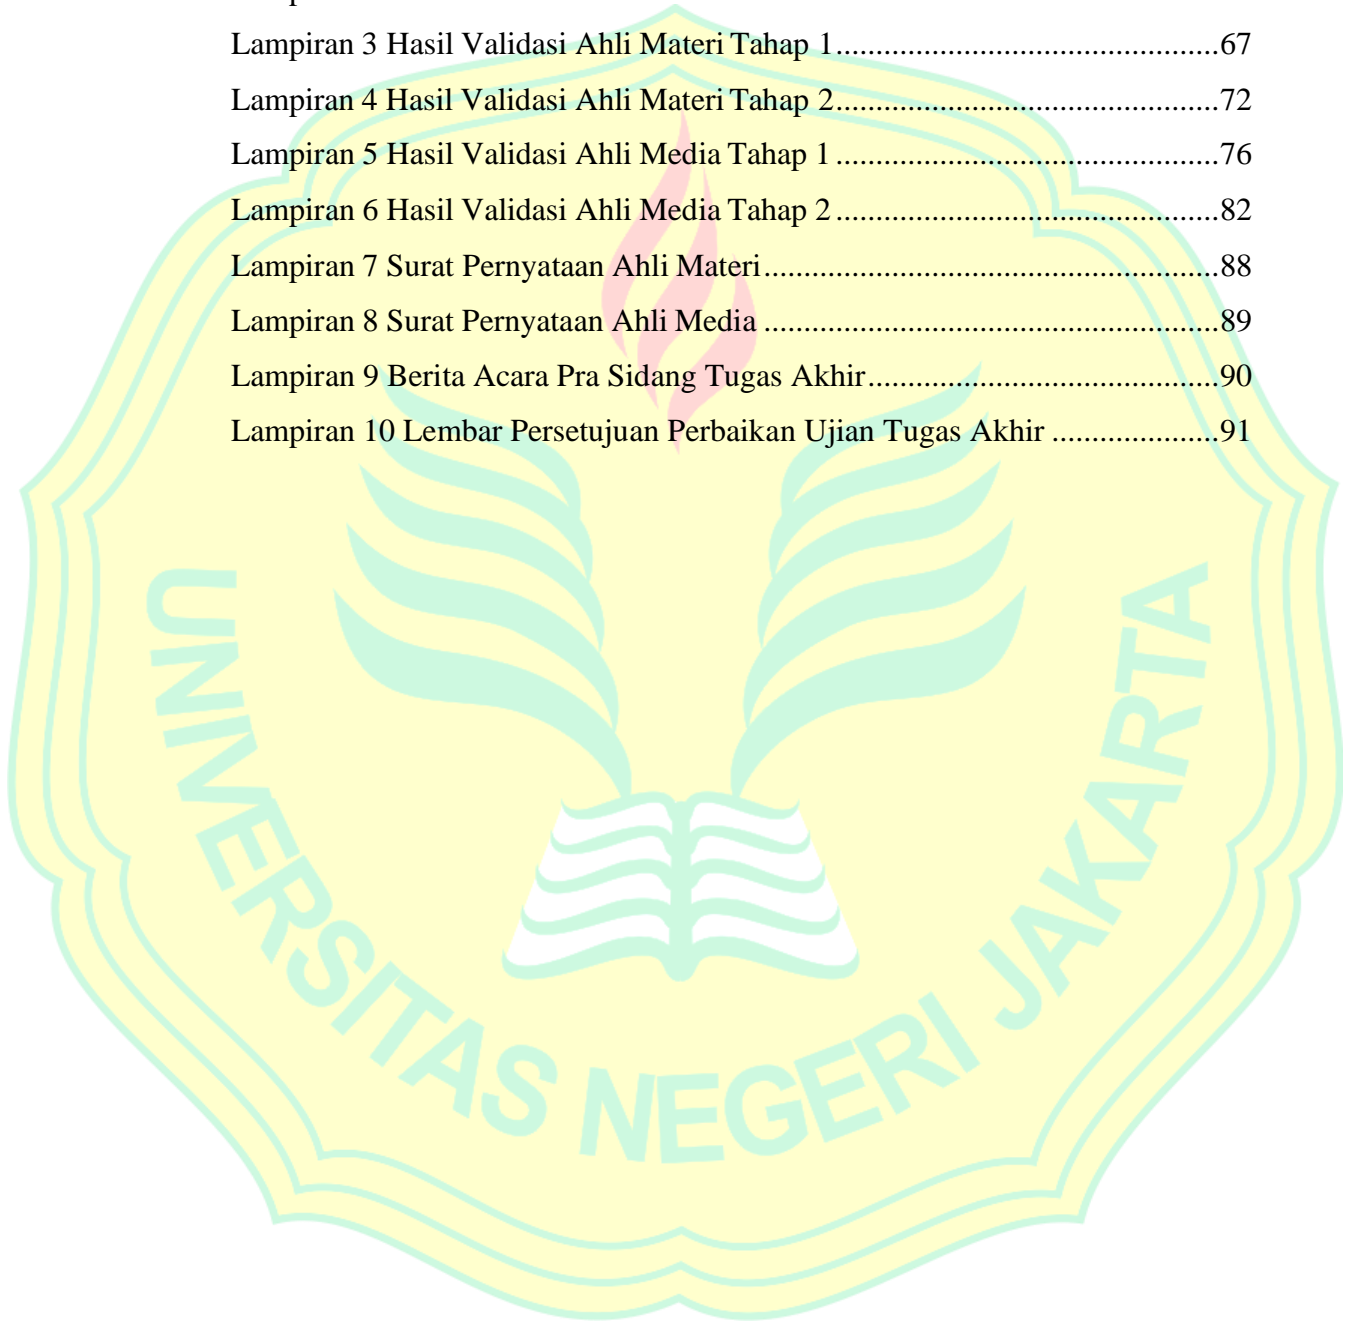 Lampiran 3 Hasil Validasi Ahli Materi Tahap 1................................................67
Lampiran 4 Hasil Validasi Ahli Materi Tahap 2................................................72
Lampiran 5 Hasil Validasi Ahli Media Tahap 1................................................76
Lampiran 6 Hasil Validasi Ahli Media Tahap 2................................................82
Lampiran 7 Surat Pernyataan Ahli Materi.........................................................88
Lampiran 8 Surat Pernyataan Ahli Media .........................................................89
Lampiran 9 Berita Acara Pra Sidang Tugas Akhir............................................90
Lampiran 10 Lembar Persetujuan Perbaikan Ujian Tugas Akhir .....................91
UNIVERSITAS NEGERI JAKARTA